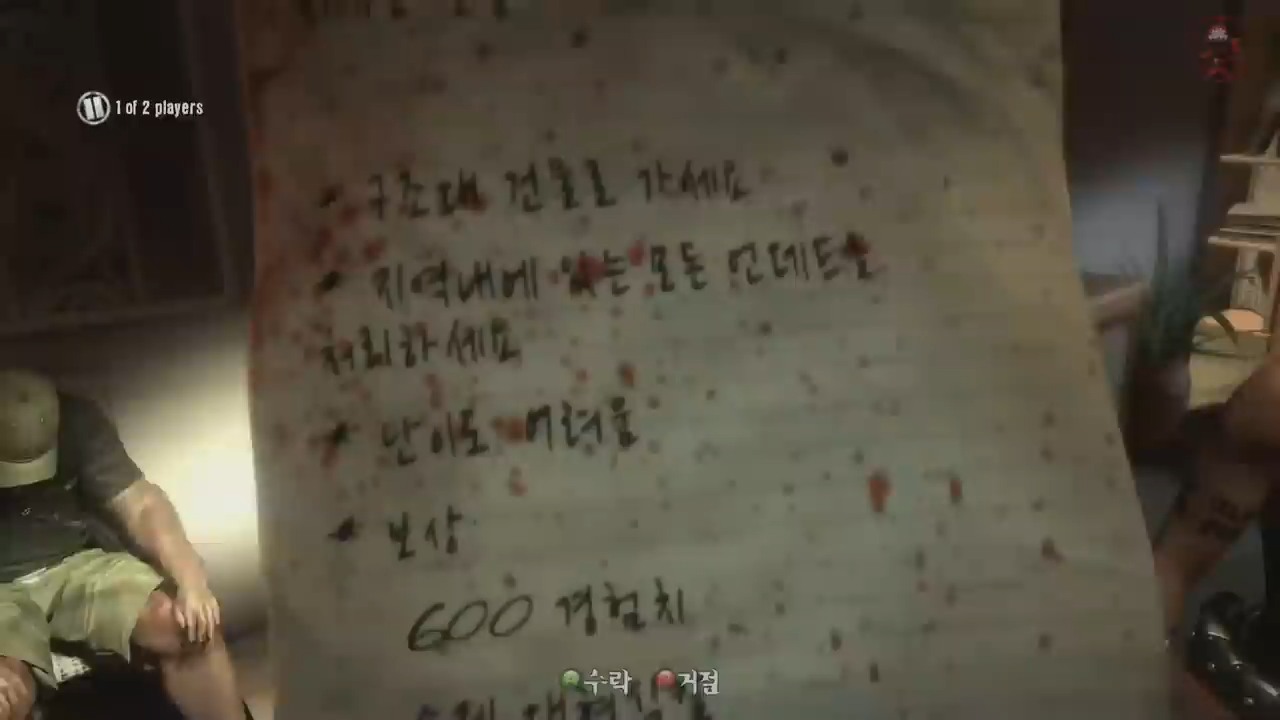 1 of 2 players
* 구조대 건물로 가세요
* 지역내에 있는 모든 언데드를
처리하세요
* 난이도 어려움
* 보상
600 경험치
수락 거절